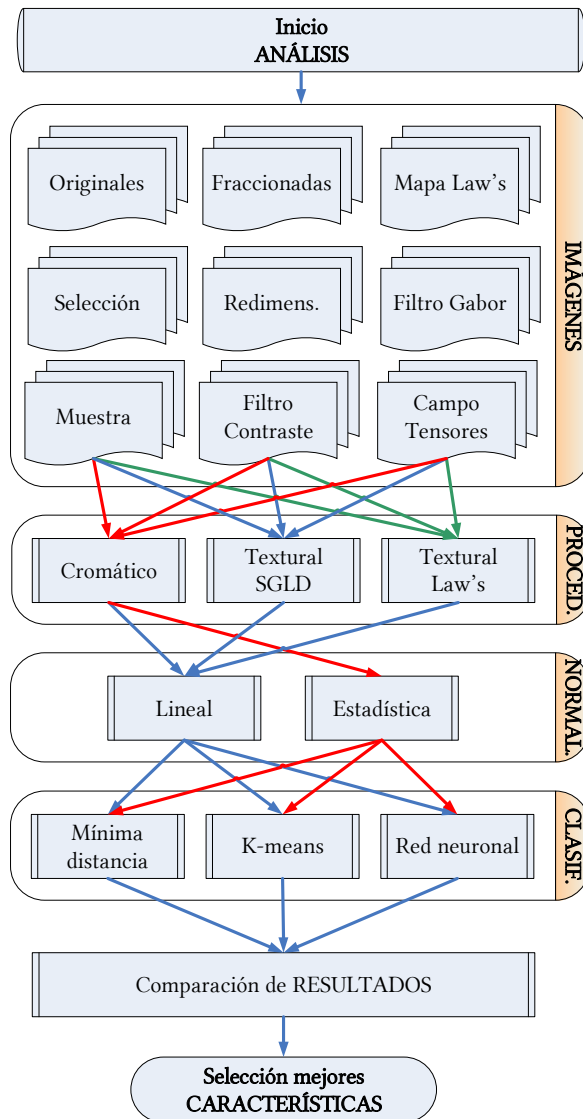 Inicio
ANÁLISIS
Originales
Fraccionadas
Mapa Law's
Selección
Redimens.
Filtro Gabor
Muestra
Filtro
Contraste
Campo
Tensores
IMÁGENES
Cromático
Textural
SGLD
Textural
Law's
PROCED.
Lineal
Estadística
NORMAL.
Mínima
distancia
K-means
Red neuronal
CLASIF.
Comparación de RESULTADOS
Selección mejores
CARACTERÍSTICAS